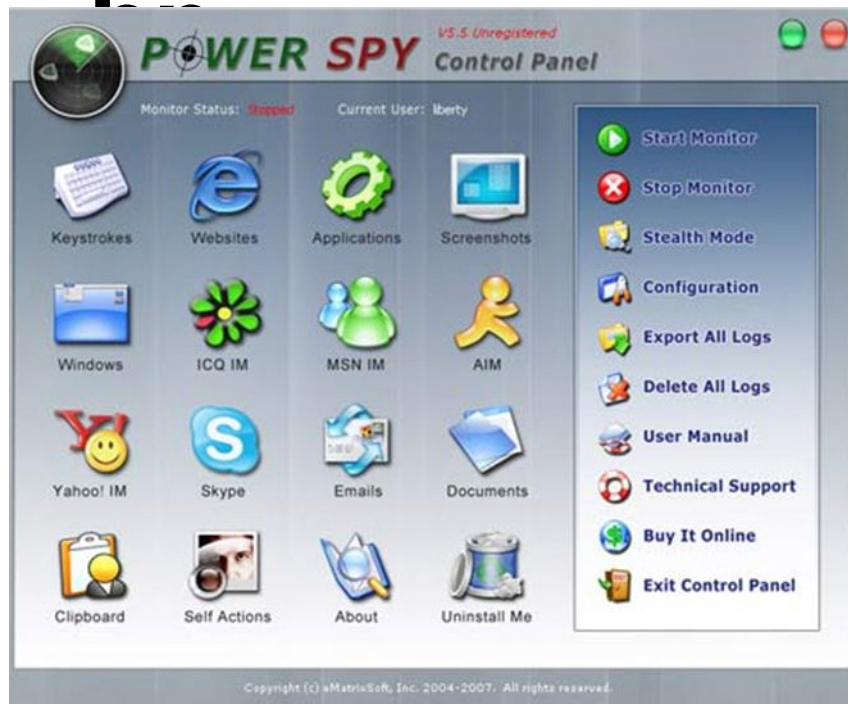 POWER SPY
V5.5 Unregistered
Control Panel
Monitor Status: Stopped
Current User: liberty
Keystrokes
Websites
Applications
Screenshots
Windows
ICQ IM
MSN IM
AIM
Yahoo! IM
Skype
Emails
Documents
Clipboard
Self Actions
About
Uninstall Me
Start Monitor
Stop Monitor
Stealth Mode
Configuration
Export All Logs
Delete All Logs
User Manual
Technical Support
Buy It Online
Exit Control Panel
Copyright (c) eMatrixSoft, Inc. 2004-2007. All rights reserved.